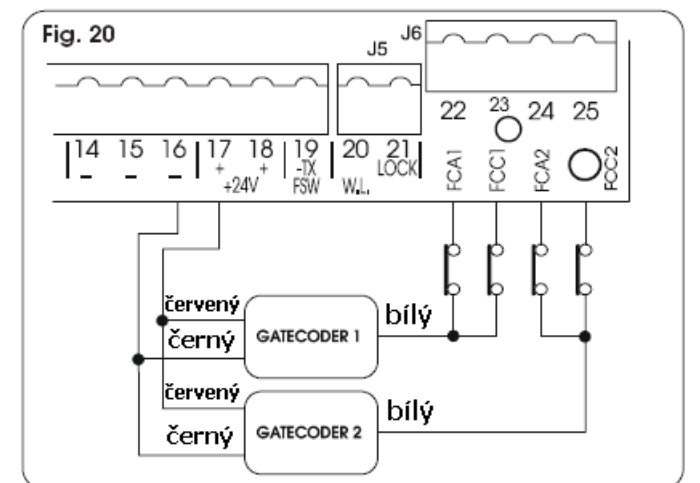 Fig. 20
J5
J6
14 15 16 17 18 19 20 21
- - - + + -TX LOCK
+24V FSW W.L.
22 23 24 25
FCA1 FCC1 FCA2 FCC2
červený
černý
GATECODER 1
bílý
červený
černý
GATECODER 2
bílý